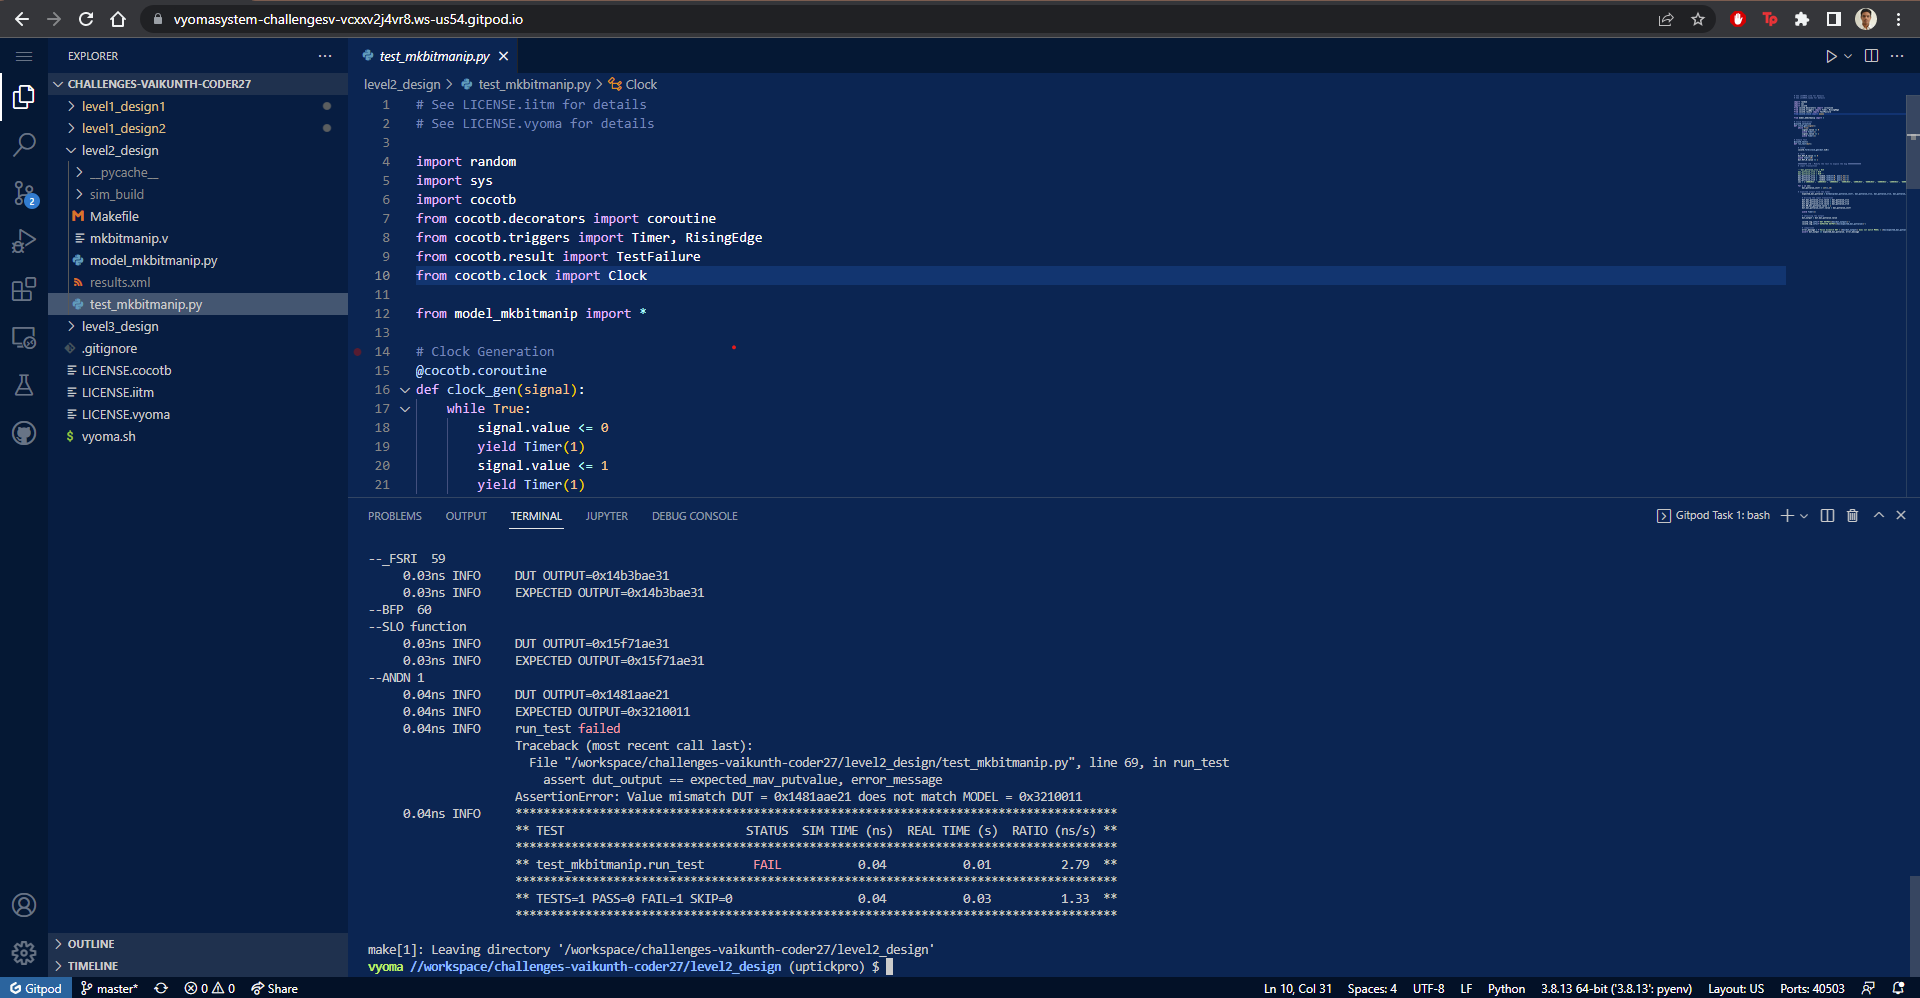 vyomasystem-challengesv-vcxxv2j4vr8.ws-us54.gitpod.io
EXPLORER
CHALLENGES-VAIKUNTH-CODER27
level1_design1
level1_design2
level2_design
__pycache__
sim_build
Makefile
mkbitmanip.v
model_mkbitmanip.py
results.xml
test_mkbitmanip.py
level3_design
.gitignore
LICENSE.cocotb
LICENSE.iitm
LICENSE.vyoma
$ vyoma.sh
2
OUTLINE
TIMELINE
test_mkbitmanip.py
level2_design > test_mkbitmanip.py > Clock
1 # See LICENSE.iitm for details
2 # See LICENSE.vyoma for details
3
4 import random
5 import sys
6 import cocotb
7 from cocotb.decorators import coroutine
8 from cocotb.triggers import Timer, RisingEdge
9 from cocotb.result import TestFailure
10 from cocotb.clock import Clock
11
12 from model_mkbitmanip import *
13
14 # Clock Generation
15 @cocotb.coroutine
16 def clock_gen(signal):
17 while True:
18 signal.value <= 0
19 yield Timer(1)
20 signal.value <= 1
21 yield Timer(1)
PROBLEMS OUTPUT TERMINAL JUPYTER DEBUG CONSOLE
Gitpod Task 1: bash
--_FSRI 59
0.03ns INFO DUT OUTPUT=0x14b3bae31
0.03ns INFO EXPECTED OUTPUT=0x14b3bae31
--BFP 60
--SLO function
0.03ns INFO DUT OUTPUT=0x15f71ae31
0.03ns INFO EXPECTED OUTPUT=0x15f71ae31
--ANDN 1
0.04ns INFO DUT OUTPUT=0x1481aae21
0.04ns INFO EXPECTED OUTPUT=0x3210011
0.04ns INFO run_test failed
Traceback (most recent call last):
File "/workspace/challenges-vaikunth-coder27/level2_design/test_mkbitmanip.py", line 69, in run_test
assert dut_output == expected_mav_putvalue, error_message
AssertionError: Value mismatch DUT = 0x1481aae21 does not match MODEL = 0x3210011
0.04ns INFO **************************************************************************************
** TEST STATUS SIM TIME (ns) REAL TIME (s) RATIO (ns/s) **
**************************************************************************************
** test_mkbitmanip.run_test FAIL 0.04 0.01 2.79 **
**************************************************************************************
** TESTS=1 PASS=0 FAIL=1 SKIP=0 0.04 0.03 1.33 **
**************************************************************************************
make[1]: Leaving directory '/workspace/challenges-vaikunth-coder27/level2_design'
vyoma //workspace/challenges-vaikunth-coder27/level2_design (uptickpro) $
Gitpod master* 0 0 Share Ln 10, Col 31 Spaces: 4 UTF-8 LF Python 3.8.13 64-bit ('3.8.13': pyenv) Layout: US Ports: 40503